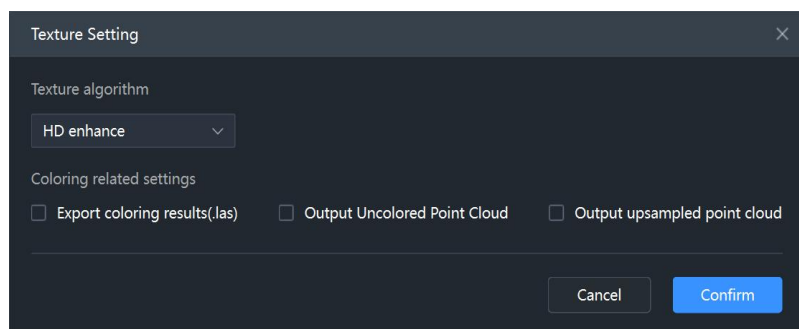 Texture Setting
Texture algorithm
HD enhance
Coloring related settings
Export coloring results(.las) Output Uncolored Point Cloud Output upsampled point cloud
Cancel Confirm